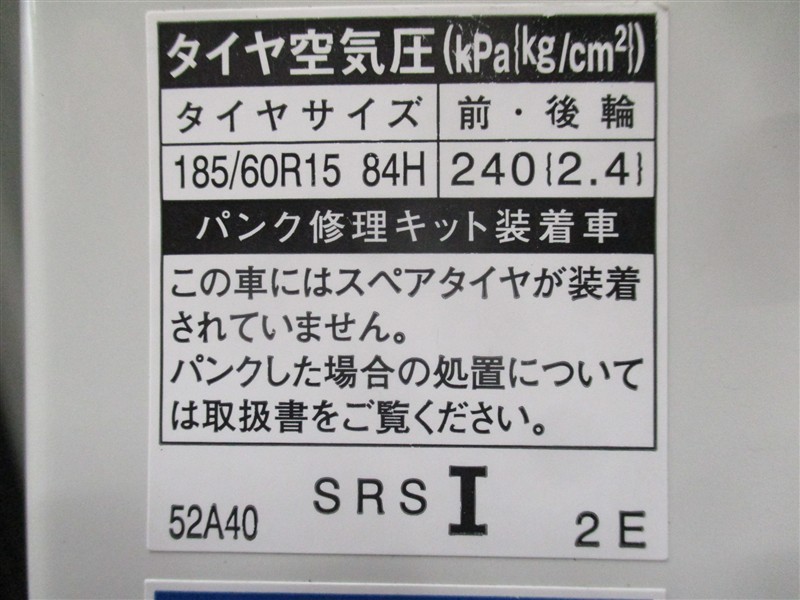 タイヤ空気圧(kPa{kg/cm²})
タイヤサイズ 前・後輪
185/60R15 84H 240{2.4}
パンク修理キット装着車
この車にはスペアタイヤが装着
されていません。
パンクした場合の処置について
は取扱書をご覧ください。
52A40 SRS I 2E